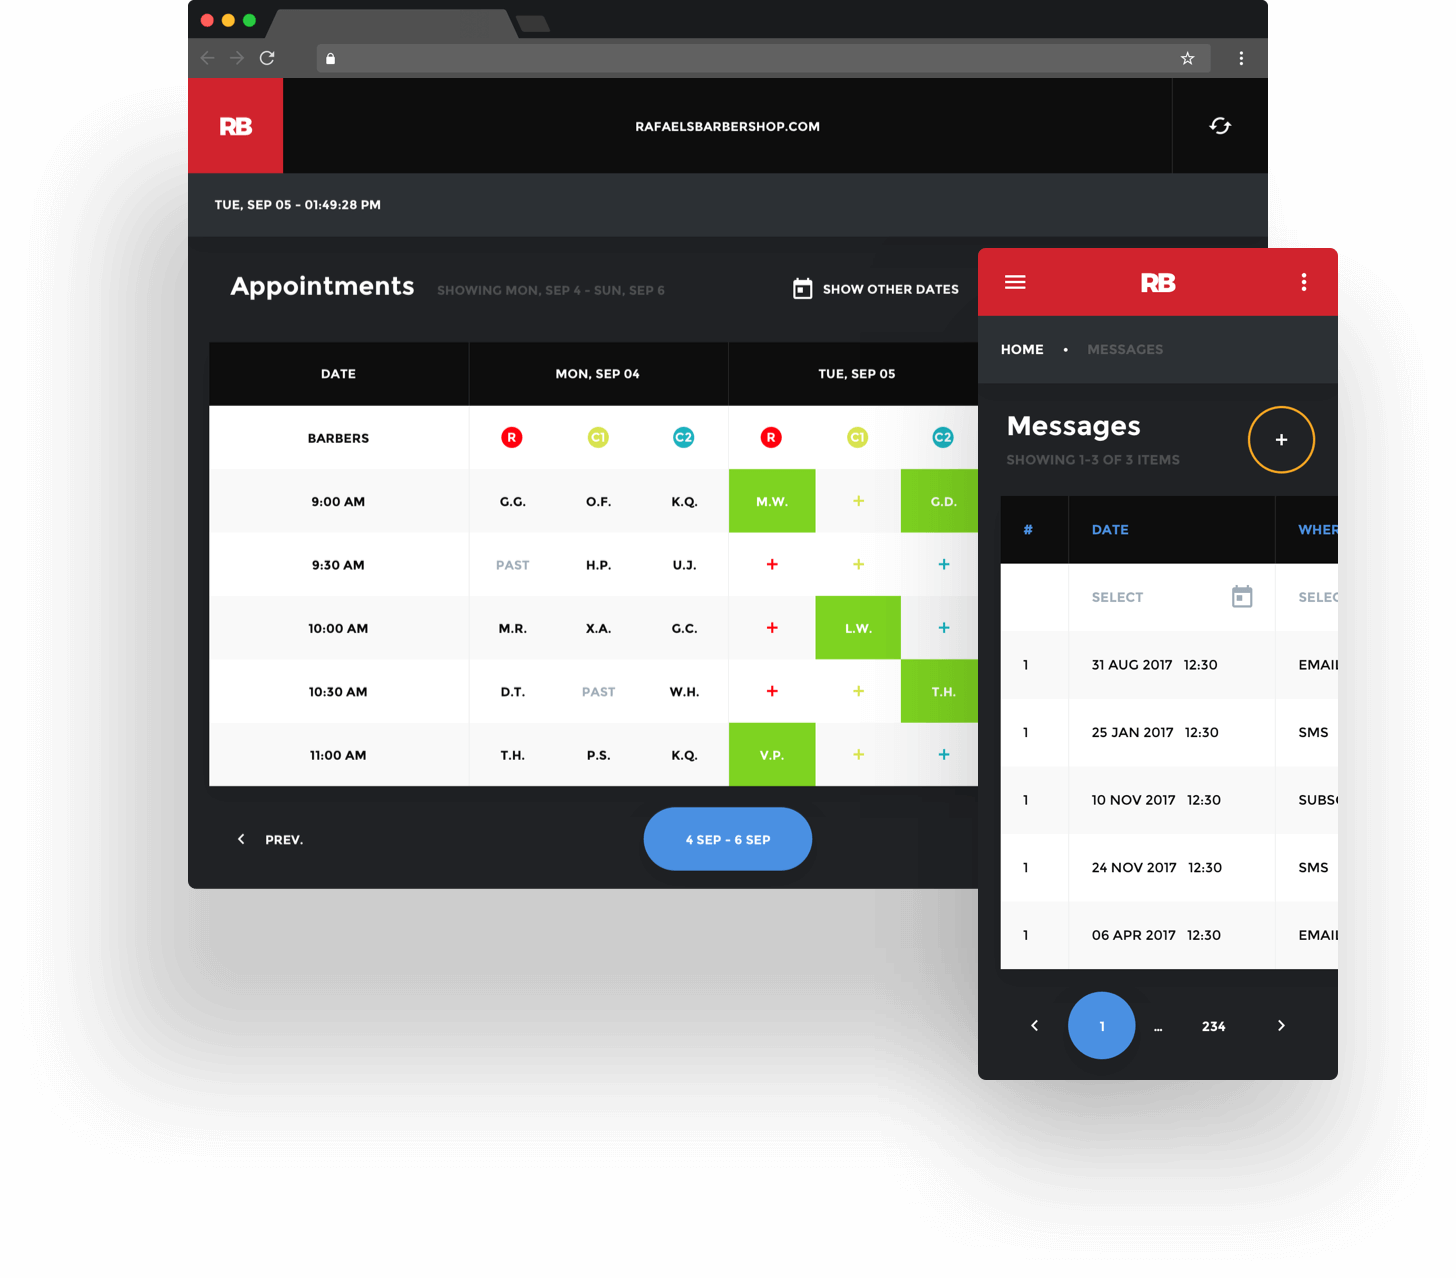 RB
RAFAELSBARBERSHOP.COM
TUE, SEP 05 - 01:49:28 PM
Appointments SHOWING MON, SEP 4 - SUN, SEP 6 SHOW OTHER DATES
DATE MON, SEP 04 TUE, SEP 05
BARBERS R C1 C2 R C1 C2
9:00 AM G.G. O.F. K.Q. M.W. + G.D.
9:30 AM PAST H.P. U.J. + + +
10:00 AM M.R. X.A. G.C. + L.W. +
10:30 AM D.T. PAST W.H. + + T.H.
11:00 AM T.H. P.S. K.Q. V.P. + +
PREV. 4 SEP - 6 SEP
RB
HOME • MESSAGES
Messages
+
SHOWING 1-3 OF 3 ITEMS
# DATE WHER
SELECT SELEC
1 31 AUG 2017 12:30 EMAIL
1 25 JAN 2017 12:30 SMS
1 10 NOV 2017 12:30 SUBSC
1 24 NOV 2017 12:30 SMS
1 06 APR 2017 12:30 EMAIL
1 ... 234